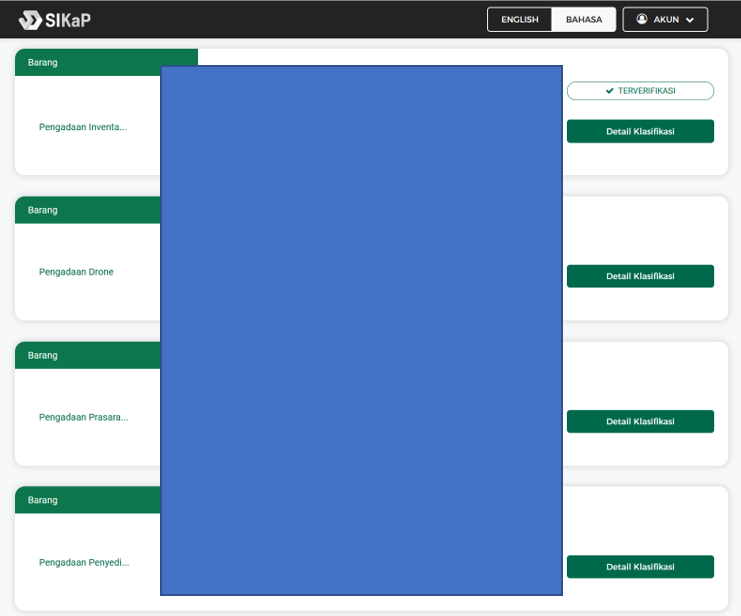 SIKaP
ENGLISH
BAHASA
AKUN
Barang
TERVERIFIKASI
Pengadaan Inventa...
Detail Klasifikasi
Barang
Pengadaan Drone
Detail Klasifikasi
Barang
Pengadaan Prasara...
Detail Klasifikasi
Barang
Pengadaan Penyedi...
Detail Klasifikasi